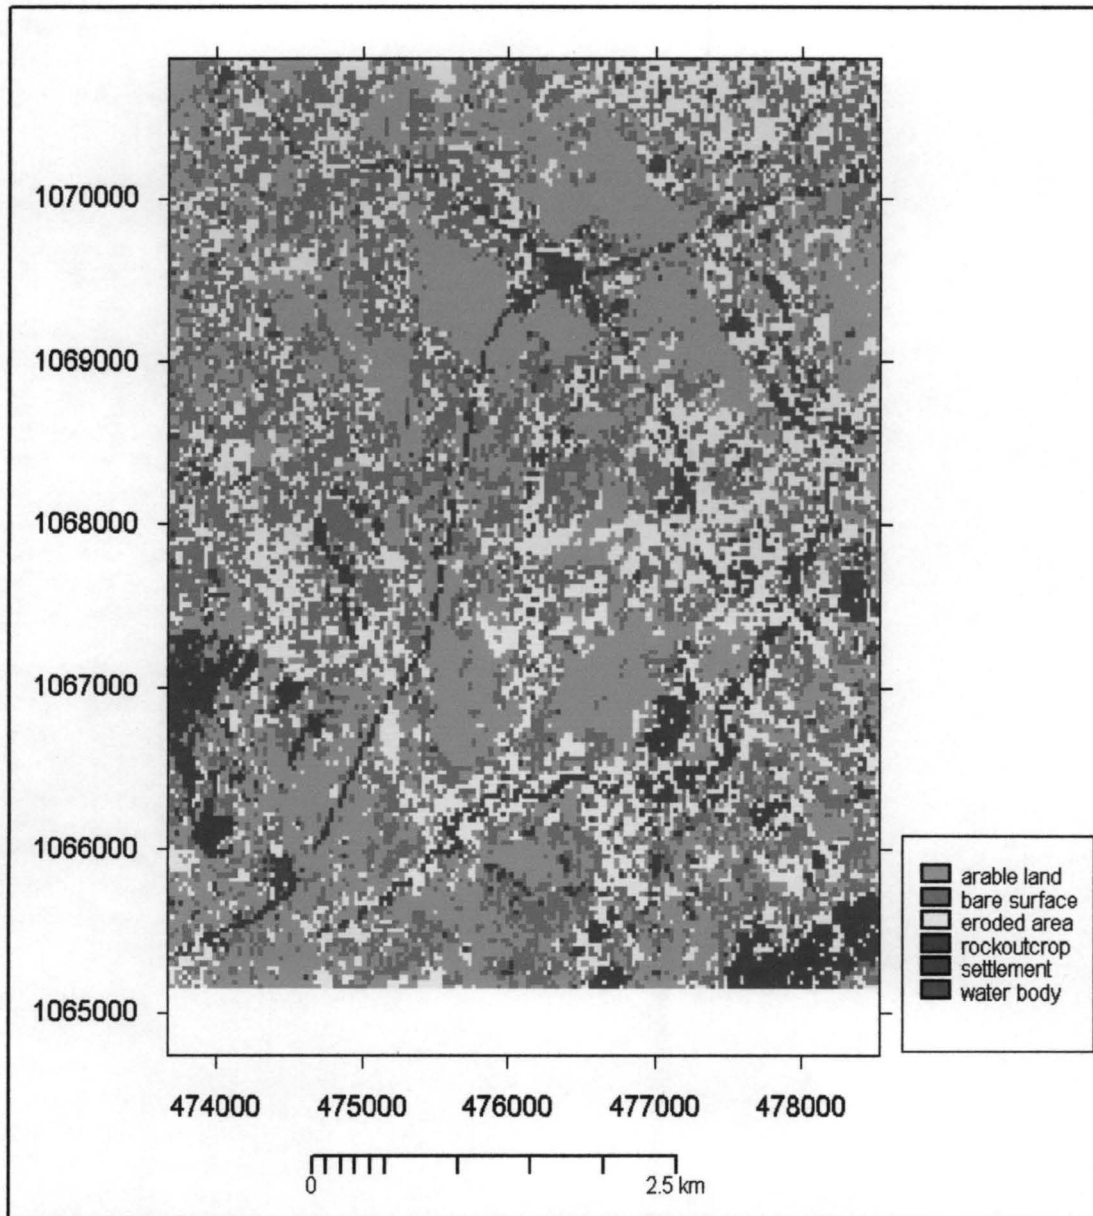 1070000
1069000
1068000
1067000
1066000
1065000
474000 475000 476000 477000 478000
0 2.5 km
arable land
bare surface
eroded area
rockoutcrop
settlement
water body